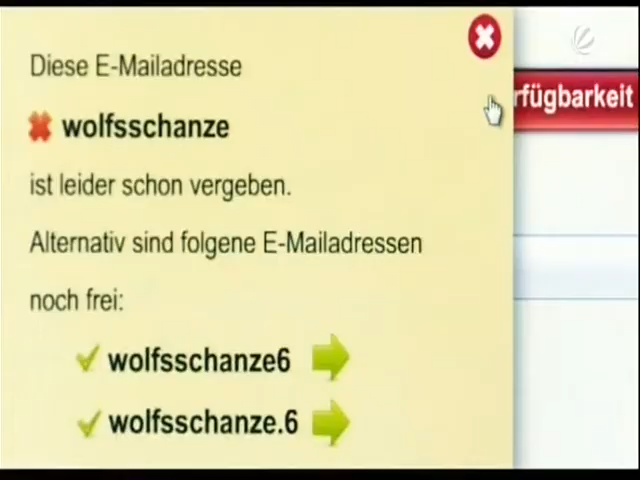 Diese E-Mailadresse
rfügbarkeit
wolfsschanze
ist leider schon vergeben.
Alternativ sind folgene E-Mailadressen
noch frei:
wolfsschanze6
wolfsschanze.6